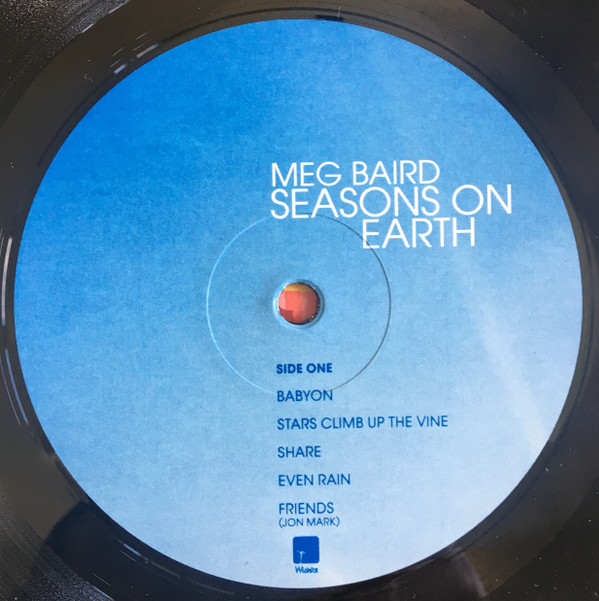 MEG BAIRD
SEASONS ON
EARTH
SIDE ONE
BABYON
STARS CLIMB UP THE VINE
SHARE
EVEN RAIN
FRIENDS
(JON MARK)
Wichita